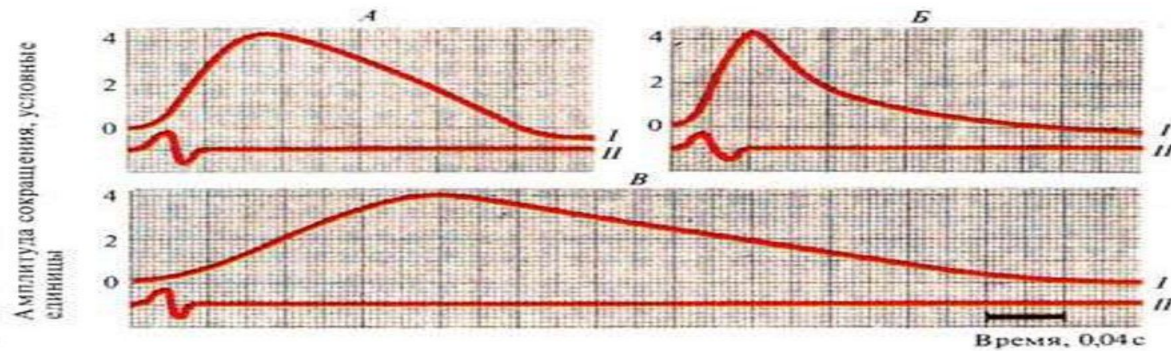 А
Б
4
2
0
I
II
4
2
0
I
II
В
4
2
0
I
II
Амплитуда сокращения, условные
единицы
Время, 0,04 с